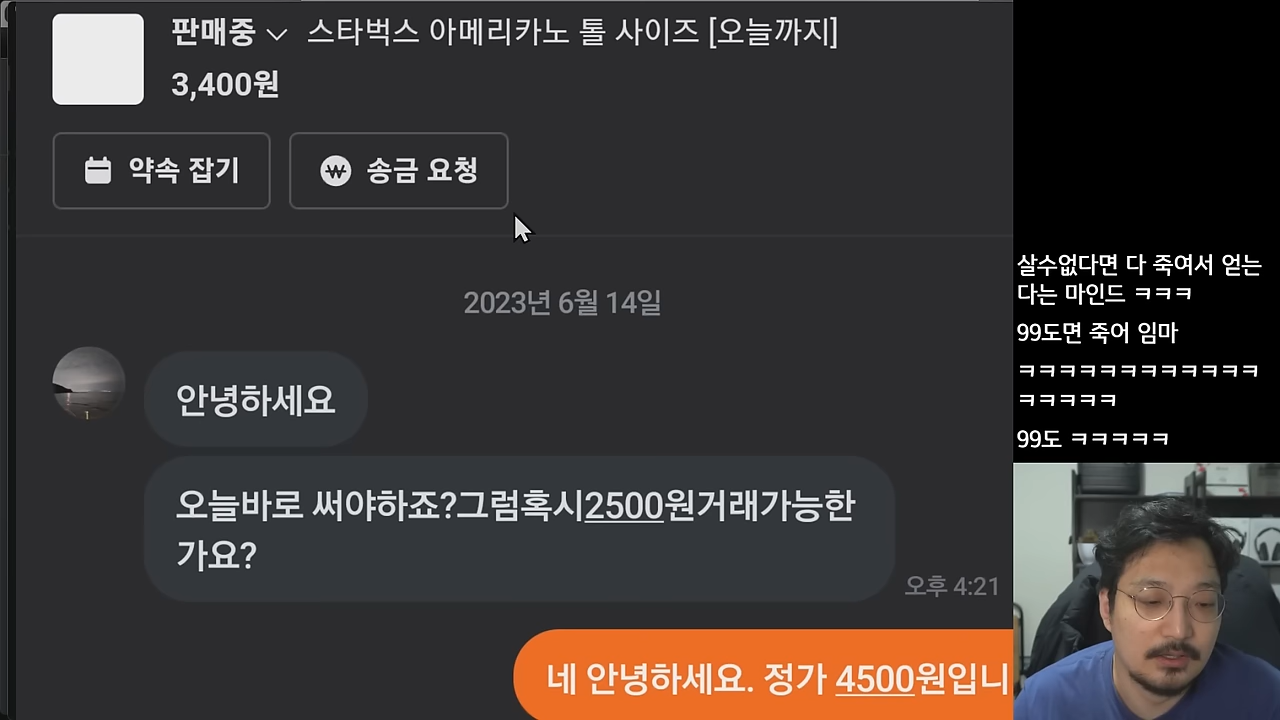 판매중 스타벅스 아메리카노 톨 사이즈 [오늘까지]
3,400원
약속 잡기
송금 요청
2023년 6월 14일
안녕하세요
오늘바로 써야하죠?그럼혹시2500원거래가능한
가요?
오후 4:21
네 안녕하세요. 정가 4500원입니
살수없다면 다 죽여서 얻는
다는 마인드 ㅋㅋㅋ
99도면 죽어 임마
ㅋㅋㅋㅋㅋㅋㅋㅋㅋㅋㅋㅋㅋ
ㅋㅋㅋㅋㅋ
99도 ㅋㅋㅋㅋㅋ